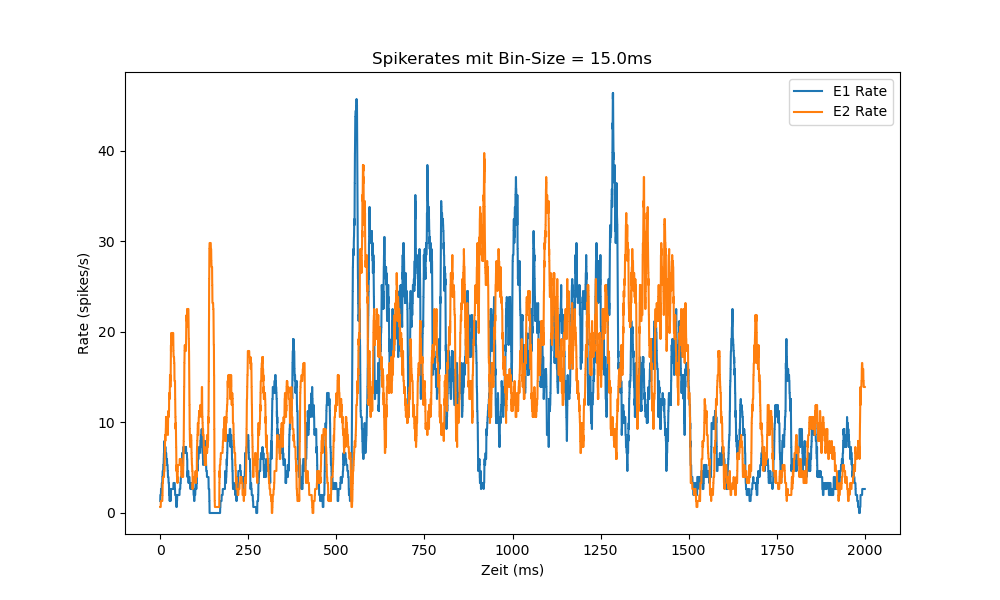 Spikerates mit Bin-Size = 15.0ms
E1 Rate
E2 Rate
Rate (spikes/s)
40
30
20
10
0
0 250 500 750 1000 1250 1500 1750 2000
Zeit (ms)